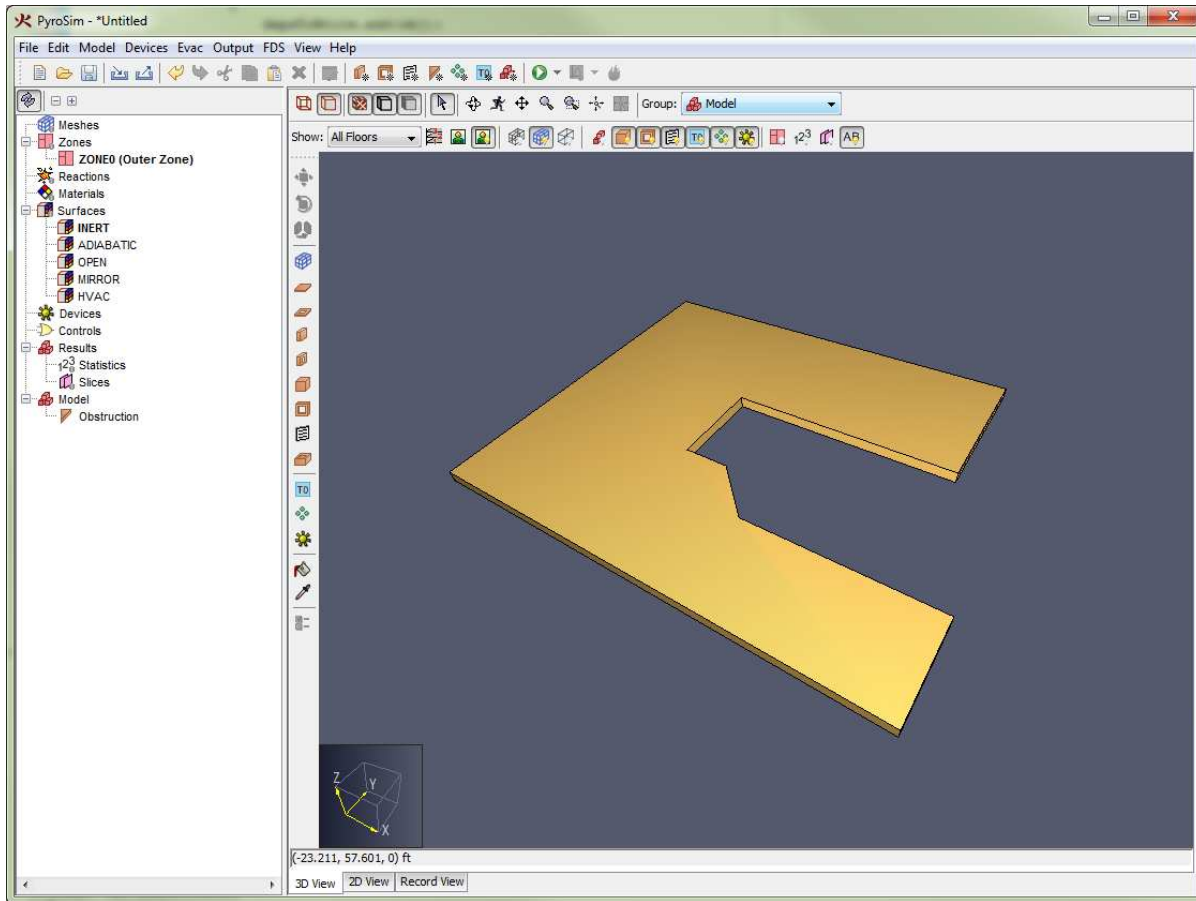 PyroSim - *Untitled
File Edit Model Devices Evac Output FDS View Help
Group: Model
Show: All Floors
Meshes
Zones
ZONE0 (Outer Zone)
Reactions
Materials
Surfaces
INERT
ADIABATIC
OPEN
MIRROR
HVAC
Devices
Controls
Results
Statistics
Slices
Model
Obstruction
T0
Z
Y
X
(-23.211, 57.601, 0) ft
3D View 2D View Record View